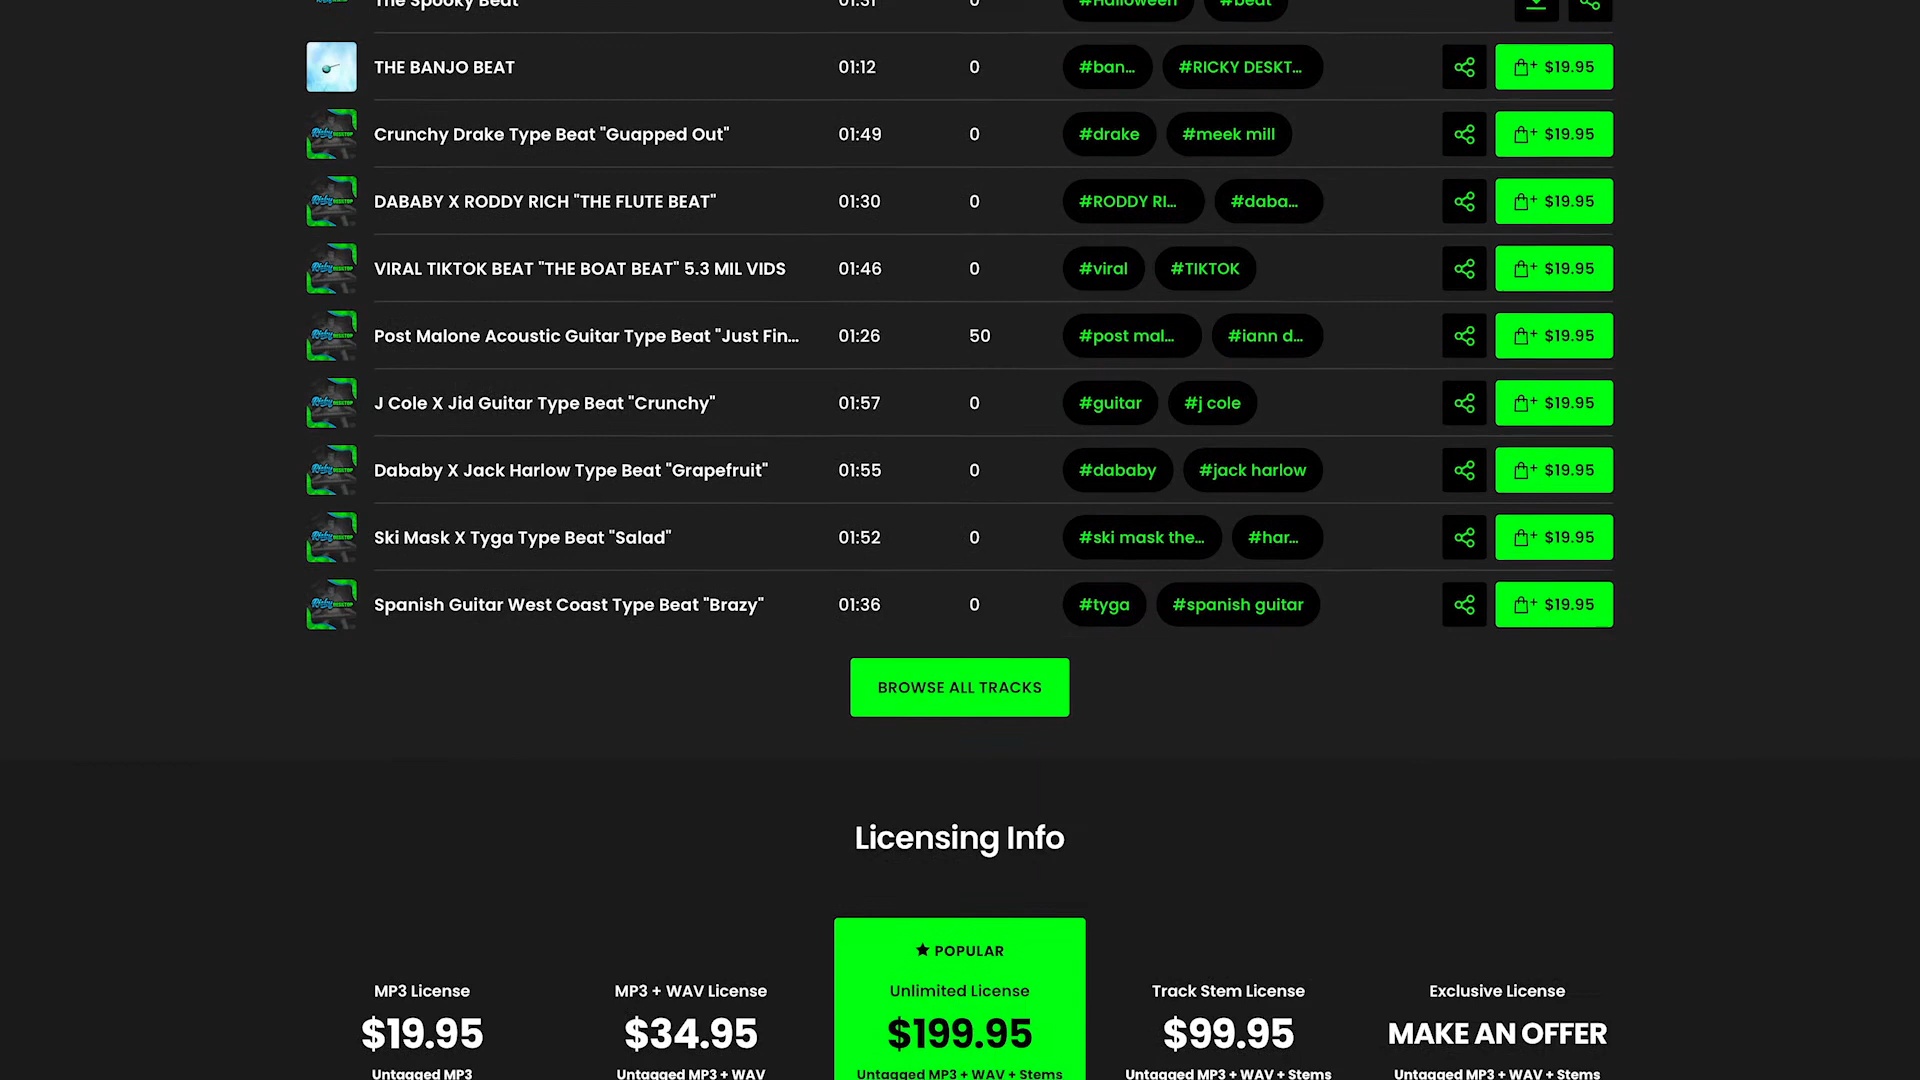 The Spooky Beat 01:31 0 #Halloween #beat
THE BANJO BEAT 01:12 0 #ban... #RICKY DESKT... $19.95
Crunchy Drake Type Beat "Guapped Out" 01:49 0 #drake #meek mill $19.95
DABABY X RODDY RICH "THE FLUTE BEAT" 01:30 0 #RODDY RI... #daba... $19.95
VIRAL TIKTOK BEAT "THE BOAT BEAT" 5.3 MIL VIDS 01:46 0 #viral #TIKTOK $19.95
Post Malone Acoustic Guitar Type Beat "Just Fin... 01:26 50 #post mal... #iann d... $19.95
J Cole X Jid Guitar Type Beat "Crunchy" 01:57 0 #guitar #j cole $19.95
Dababy X Jack Harlow Type Beat "Grapefruit" 01:55 0 #dababy #jack harlow $19.95
Ski Mask X Tyga Type Beat "Salad" 01:52 0 #ski mask the... #har... $19.95
Spanish Guitar West Coast Type Beat "Brazy" 01:36 0 #tyga #spanish guitar $19.95
BROWSE ALL TRACKS
Licensing Info
POPULAR
MP3 License MP3 + WAV License Unlimited License Track Stem License Exclusive License
$19.95 $34.95 $199.95 $99.95 MAKE AN OFFER
Untagged MP3 Untagged MP3 + WAV Untagged MP3 + WAV + Stems Untagged MP3 + WAV + Stems Untagged MP3 + WAV + Stems